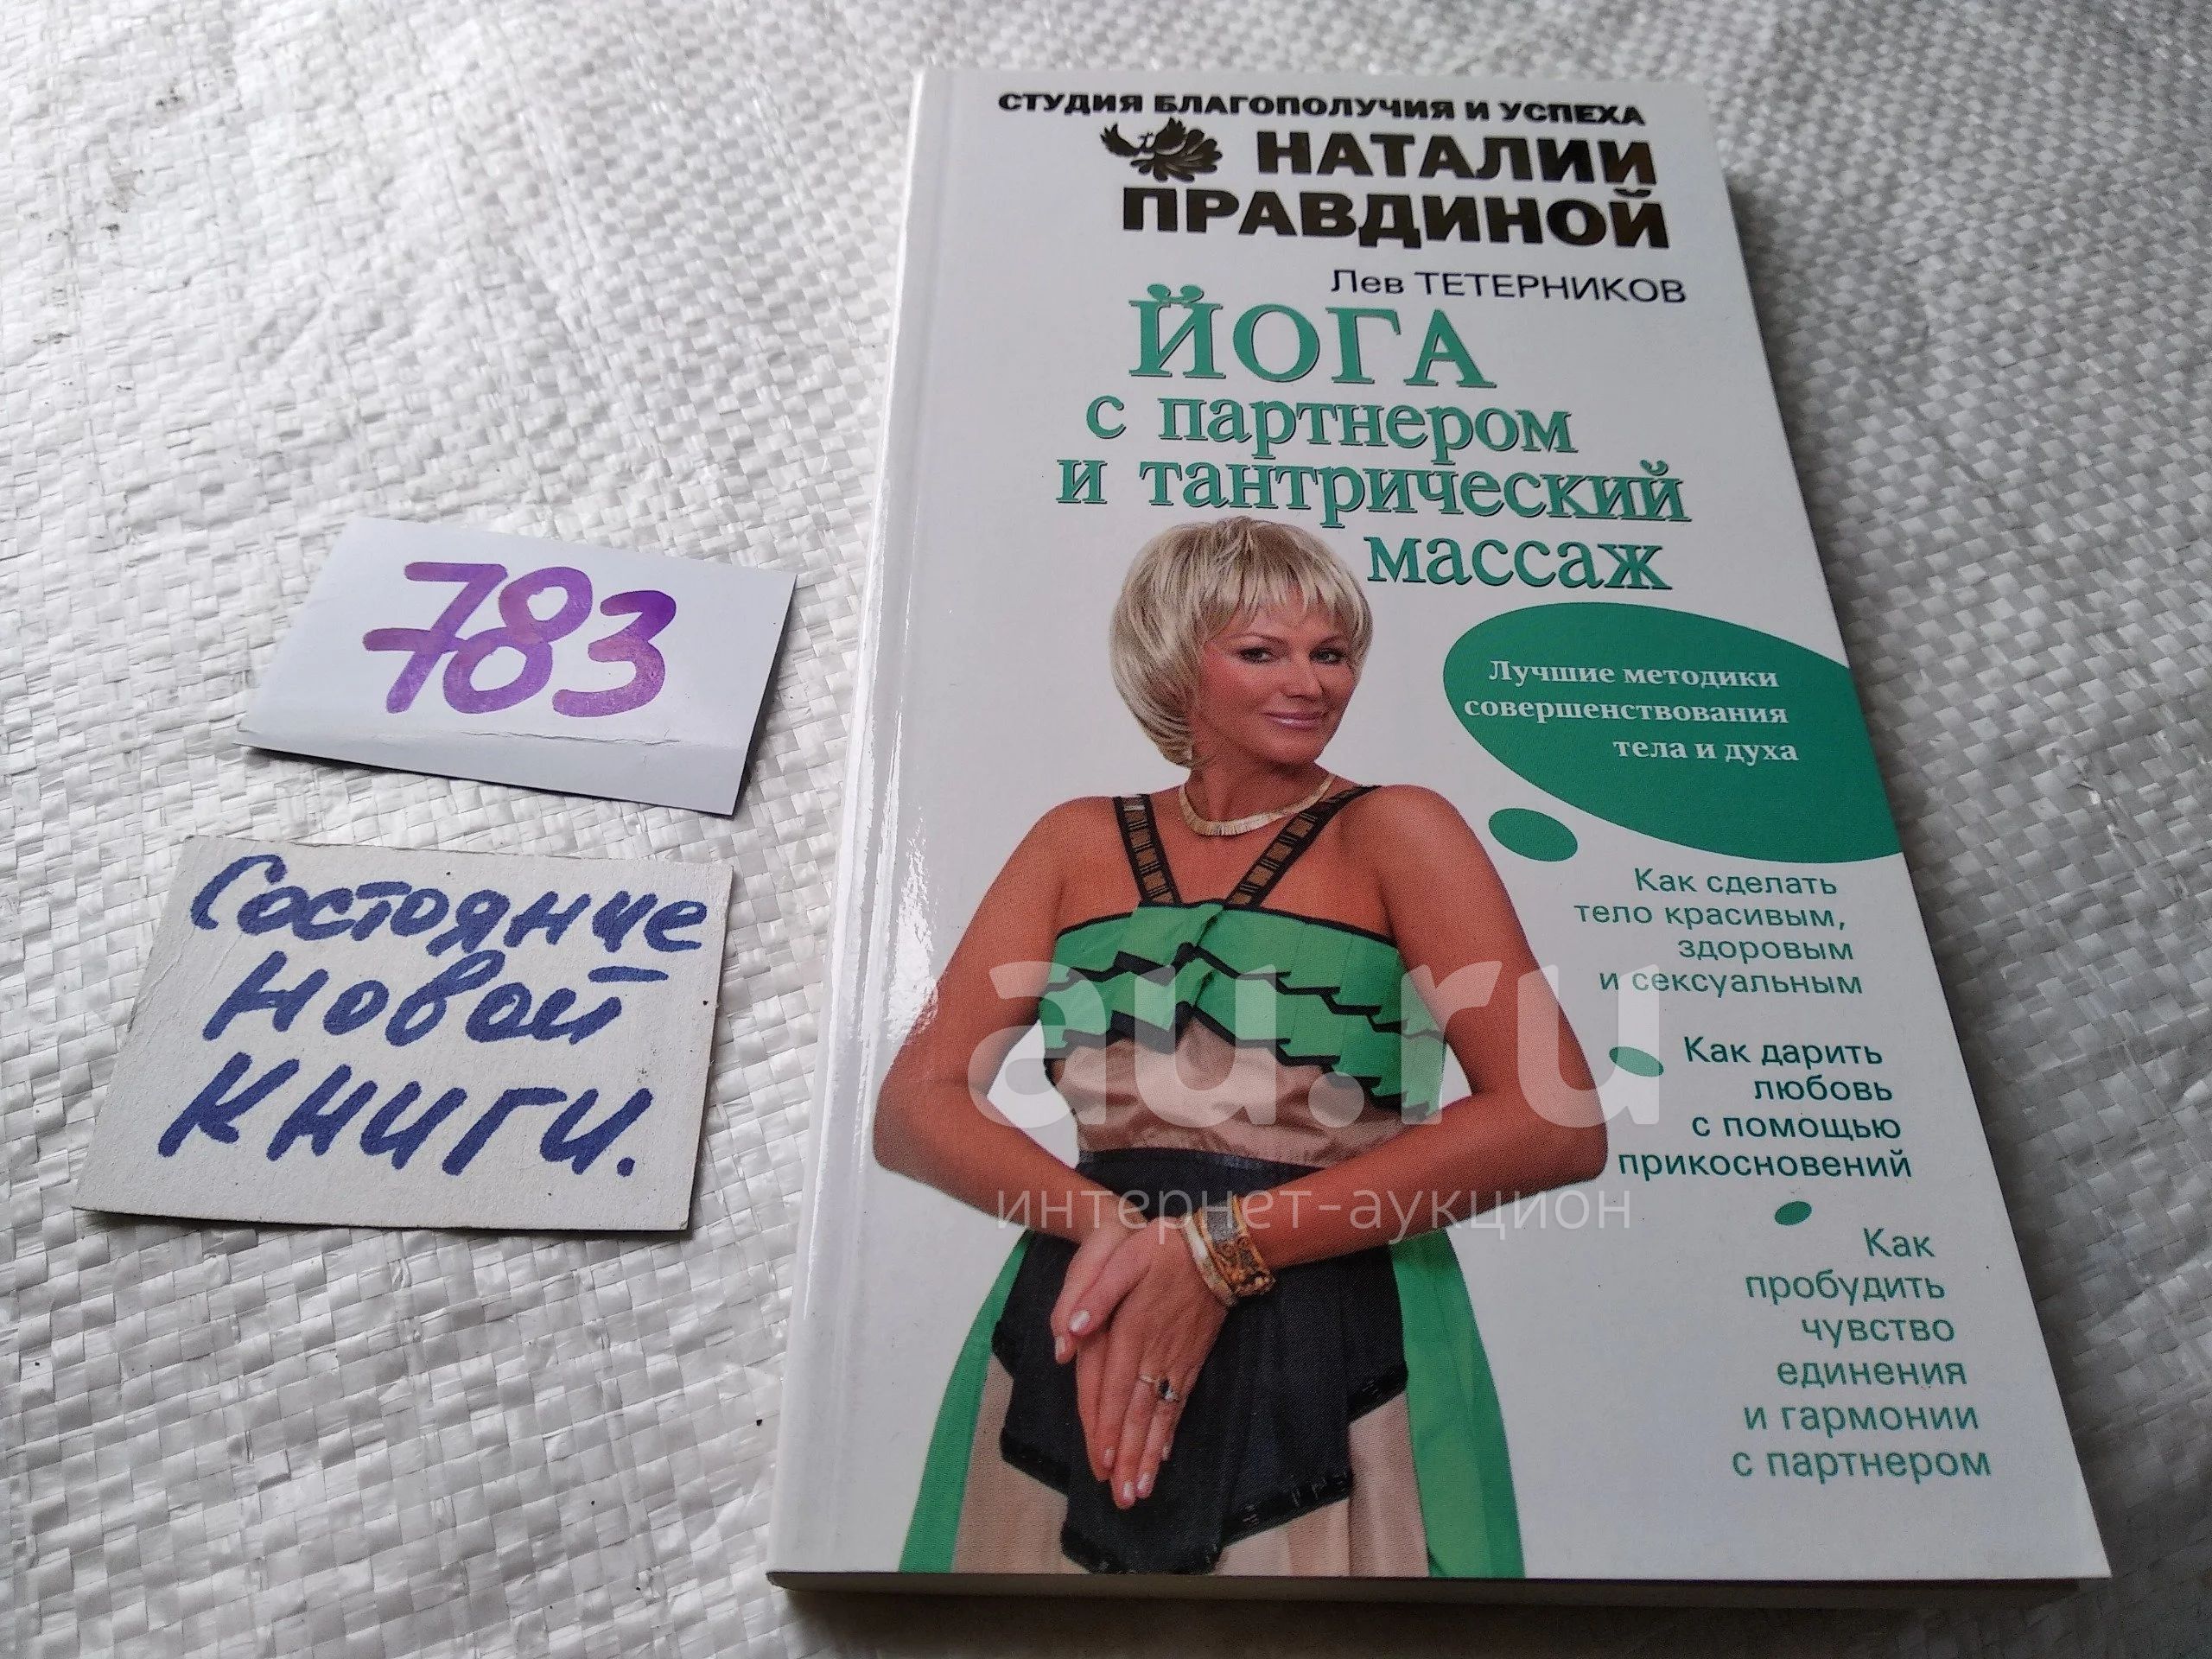 СТУДИЯ БЛАГОПОЛУЧИЯ И УСПЕХА
НАТАЛИИ
ПРАВДИНОЙ
Лев ТЕТЕРНИКОВ
ЙОГА
с партнером
и тантрический
массаж
Лучшие методики
совершенствования
тела и духа
Как сделать
тело красивым,
здоровым
и сексуальным
Как дарить
любовь
с помощью
прикосновений
Как
пробудить
чувство
единения
и гармонии
с партнером
783
Состояние
новой
книги.
au.ru
интернет-аукцион